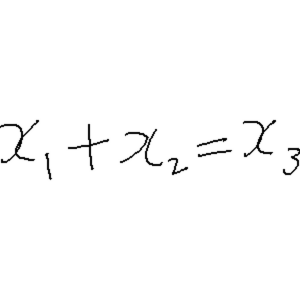 x₁ + x₂ = x₃